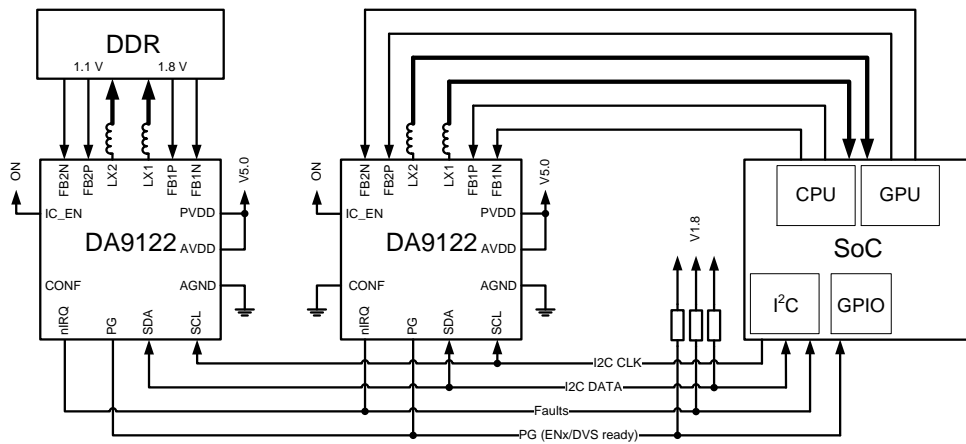 DDR
1.1 V 1.8 V
ON
FB2N
FB2P
LX2
LX1
FB1P
FB1N
V5.0
IC_EN
PVDD
DA9122
AVDD
CONF
AGND
nIRQ
PG
SDA
SCL
ON
FB2N
FB2P
LX2
LX1
FB1P
FB1N
V5.0
IC_EN
PVDD
DA9122
AVDD
CONF
AGND
nIRQ
PG
SDA
SCL
V1.8
CPU
GPU
SoC
I²C
GPIO
I2C CLK
I2C DATA
Faults
PG (ENx/DVS ready)